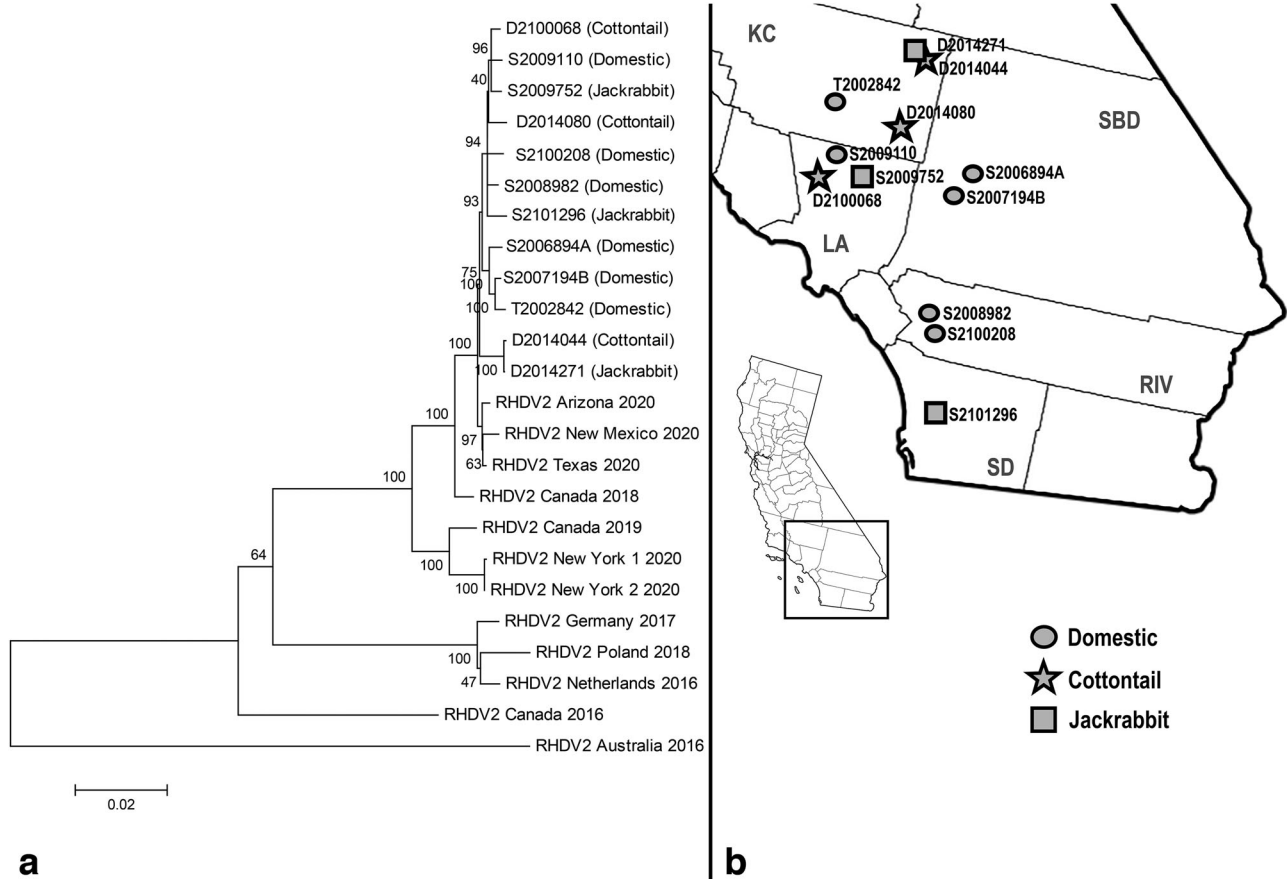 D2100068 (Cottontail)
96
S2009110 (Domestic)
40
S2009752 (Jackrabbit)
D2014080 (Cottontail)
94
S2100208 (Domestic)
S2008982 (Domestic)
93
S2101296 (Jackrabbit)
S2006894A (Domestic)
75
S2007194B (Domestic)
100
100
T2002842 (Domestic)
100
D2014044 (Cottontail)
100
D2014271 (Jackrabbit)
RHDV2 Arizona 2020
100
97
RHDV2 New Mexico 2020
63
RHDV2 Texas 2020
100
RHDV2 Canada 2018
RHDV2 Canada 2019
64
100
RHDV2 New York 1 2020
100
RHDV2 New York 2 2020
RHDV2 Germany 2017
100
RHDV2 Poland 2018
47
RHDV2 Netherlands 2016
RHDV2 Canada 2016
RHDV2 Australia 2016
0.02
a
KC
D2014271
D2014044
T2002842
D2014080
SBD
S2009110
S2009752
S2006894A
D2100068
S2007194B
LA
S2008982
S2100208
RIV
S2101296
SD
Domestic
Cottontail
Jackrabbit
b